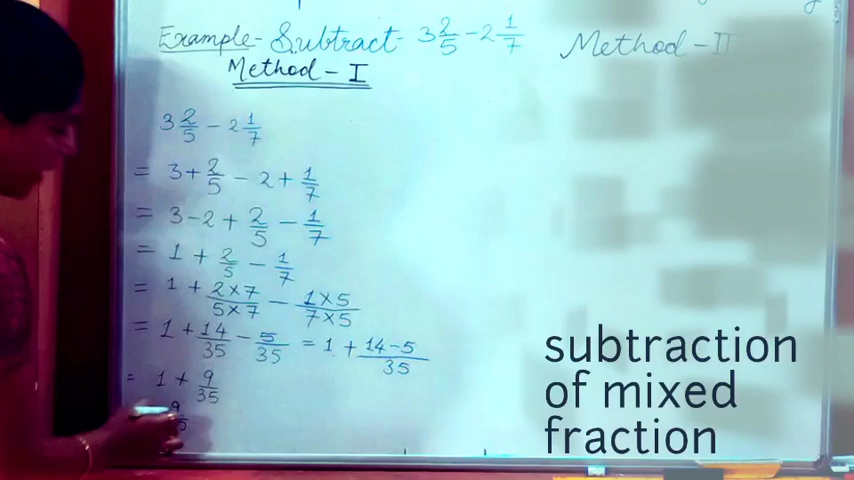 Example- Subtract- 3 2/5 - 2 1/7 Method - II
Method - I
3 2/5 - 2 1/7
= 3 + 2/5 - 2 + 1/7
= 3-2 + 2/5 - 1/7
= 1 + 2/5 - 1/7
= 1 + 2×7/5×7 - 1×5/7×5
= 1 + 14/35 - 5/35 = 1 + 14-5/35
= 1 + 9/35
subtraction
of mixed
fraction